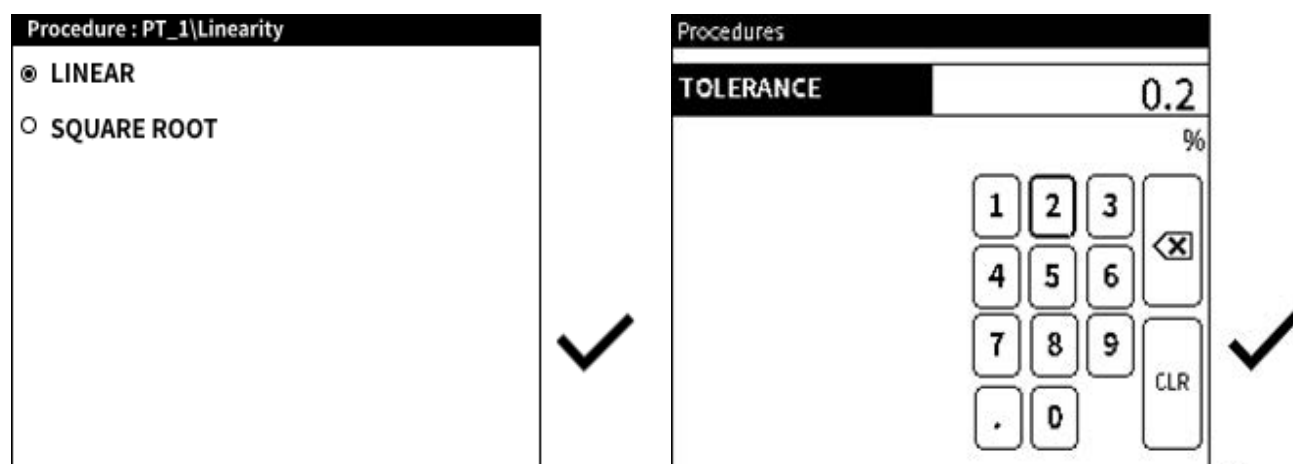 Procedure : PT_1\Linearity
LINEAR
SQUARE ROOT
Procedures
TOLERANCE 0.2
%
1 2 3
4 5 6
7 8 9
CLR
. 0